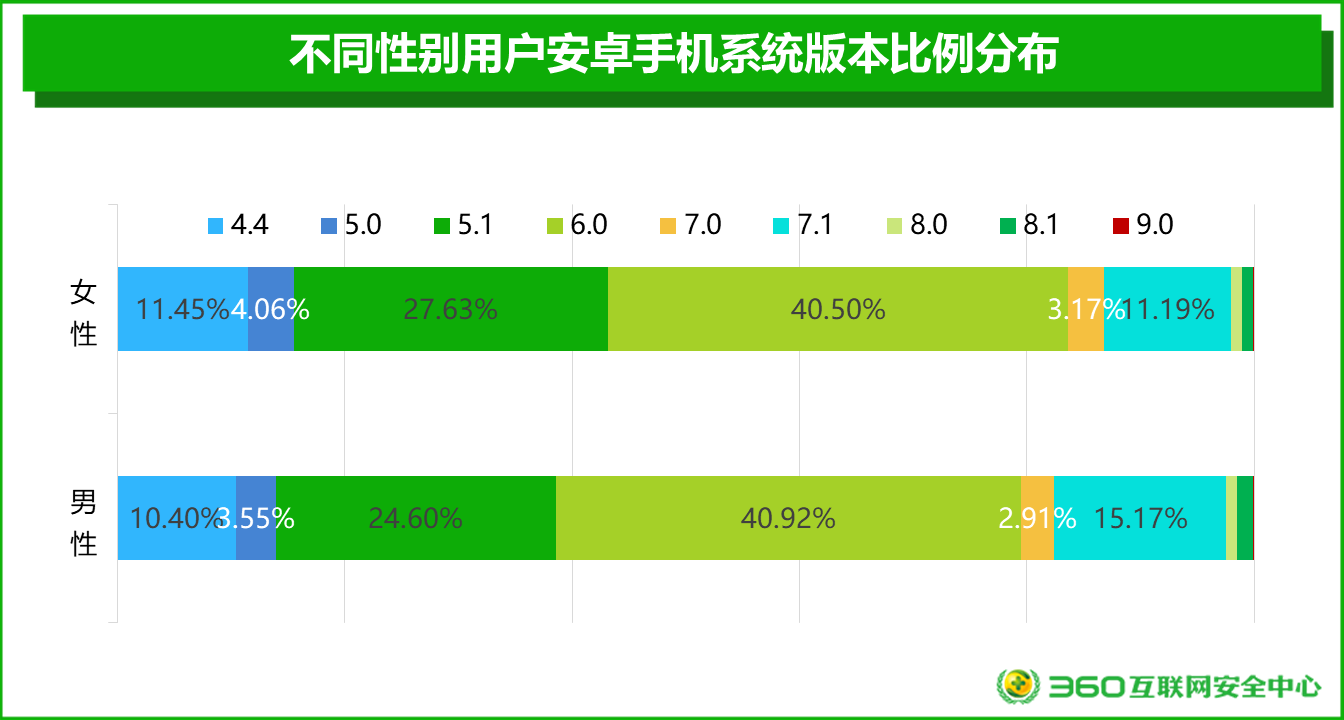 不同性别用户安卓手机系统版本比例分布
4.4 5.0 5.1 6.0 7.0 7.1 8.0 8.1 9.0
女
性
11.45% 4.06% 27.63% 40.50% 3.17% 11.19%
男
性
10.40% 3.55% 24.60% 40.92% 2.91% 15.17%
360互联网安全中心